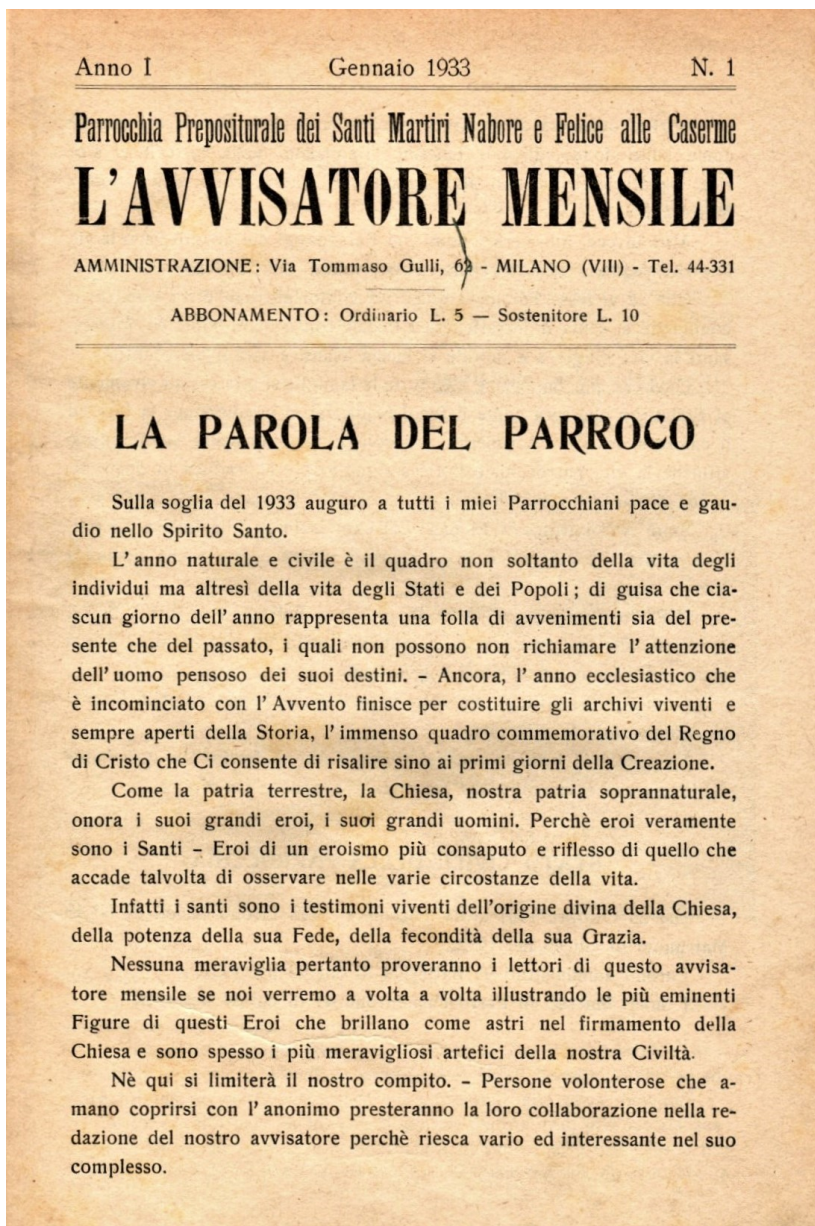 Anno I Gennaio 1933 N. 1
Parrocchia Prepositurale dei Santi Martiri Nabore e Felice alle Caserme
L'AVVISATORE MENSILE
AMMINISTRAZIONE: Via Tommaso Gulli, - MILANO (VIII) - Tel. 44-331
ABBONAMENTO: Ordinario L. 5 — Sostenitore L. 10
LA PAROLA DEL PARROCO
Sulla soglia del 1933 auguro a tutti i miei Parrocchiani pace e gau-
dio nello Spirito Santo.
L'anno naturale e civile è il quadro non soltanto della vita degli
individui ma altresì della vita degli Stati e dei Popoli; di guisa che cia-
scun giorno dell'anno rappresenta una folla di avvenimenti sia del pre-
sente che del passato, i quali non possono non richiamare l'attenzione
dell'uomo pensoso dei suoi destini. - Ancora, l'anno ecclesiastico che
è incominciato con l'Avvento finisce per costituire gli archivi viventi e
sempre aperti della Storia, l'immenso quadro commemorativo del Regno
di Cristo che Ci consente di risalire sino ai primi giorni della Creazione.
Come la patria terrestre, la Chiesa, nostra patria soprannaturale,
onora i suoi grandi eroi, i suoi grandi uomini. Perchè eroi veramente
sono i Santi - Eroi di un eroismo più consaputo e riflesso di quello che
accade talvolta di osservare nelle varie circostanze della vita.
Infatti i santi sono i testimoni viventi dell'origine divina della Chiesa,
della potenza della sua Fede, della fecondità della sua Grazia.
Nessuna meraviglia pertanto proveranno i lettori di questo avvisa-
tore mensile se noi verremo a volta a volta illustrando le più eminenti
Figure di questi Eroi che brillano come astri nel firmamento della
Chiesa e sono spesso i più meravigliosi artefici della nostra Civiltà.
Nè qui si limiterà il nostro compito. - Persone volonterose che a-
mano coprirsi con l'anonimo presteranno la loro collaborazione nella re-
dazione del nostro avvisatore perchè riesca vario ed interessante nel suo
complesso.